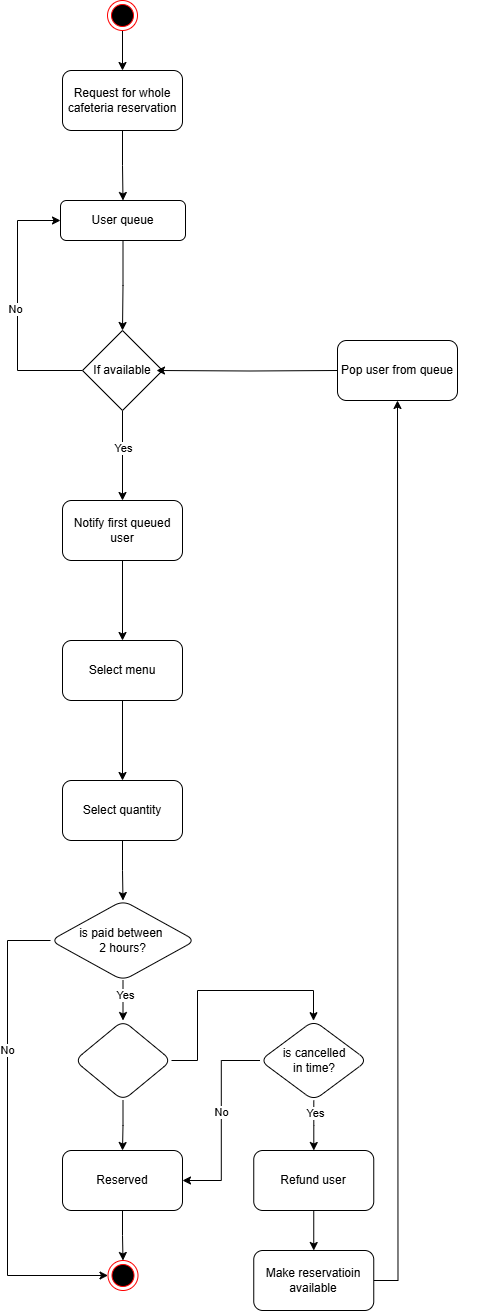 Request for whole
cafeteria reservation
User queue
No
If available
Pop user from queue
Yes
Notify first queued
user
Select menu
Select quantity
is paid between
2 hours?
Yes
No
is cancelled
in time?
No
Yes
Reserved
Refund user
Make reservatioin
available